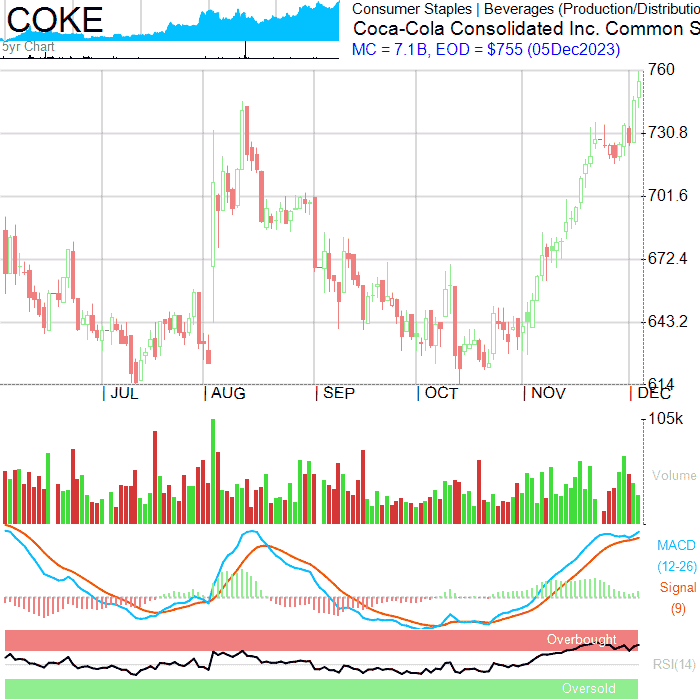 COKE
5yr Chart
Consumer Staples | Beverages (Production/Distributio
Coca-Cola Consolidated Inc. Common S
MC = 7.1B, EOD = $755 (05Dec2023)
760
730.8
701.6
672.4
643.2
614
JUL AUG SEP OCT NOV DEC
105k
Volume
MACD
(12-26)
Signal
(9)
Overbought
RSI(14)
Oversold